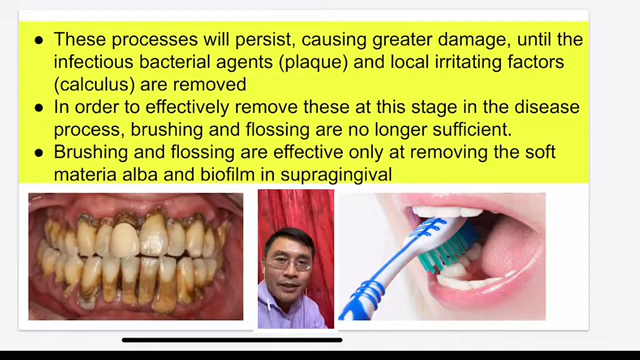 ● These processes will persist, causing greater damage, until the
infectious bacterial agents (plaque) and local irritating factors
(calculus) are removed
● In order to effectively remove these at this stage in the disease
process, brushing and flossing are no longer sufficient.
● Brushing and flossing are effective only at removing the soft
materia alba and biofilm in supragingival